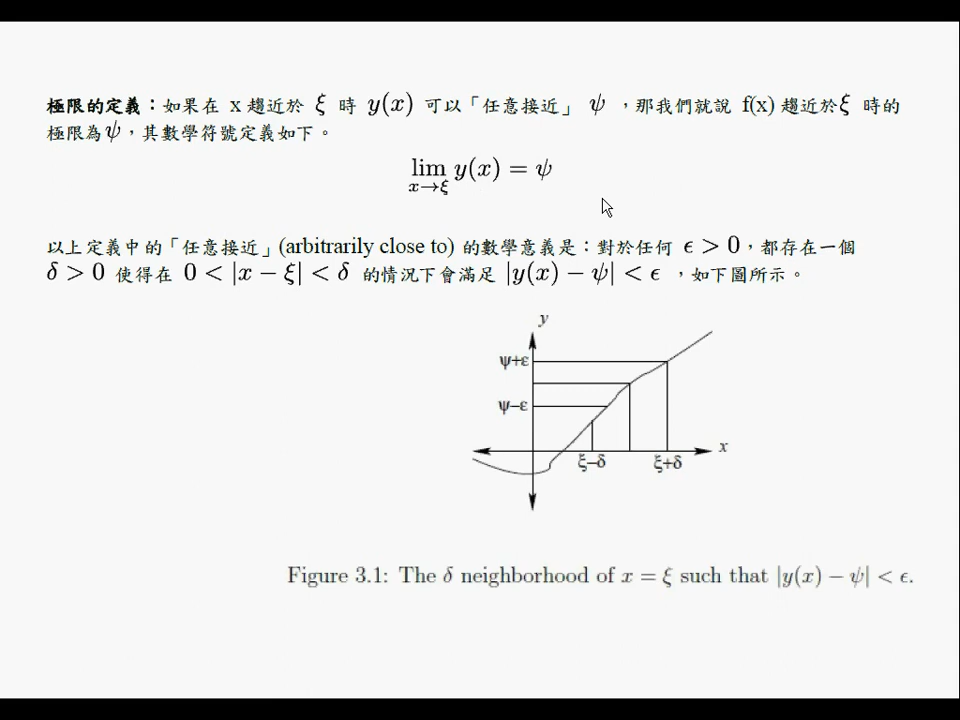 極限的定義：如果在 x 趨近於 ξ 時 y(x) 可以「任意接近」 ψ ，那我們就說 f(x) 趨近於ξ 時的
極限為ψ，其數學符號定義如下。
lim y(x) = ψ
x→ξ
以上定義中的「任意接近」(arbitrarily close to) 的數學意義是：對於任何 ϵ > 0，都存在一個
δ > 0 使得在 0 < |x − ξ| < δ 的情況下會滿足 |y(x) − ψ| < ϵ ，如下圖所示。
y
ψ+ε
ψ−ε
x
ξ−δ ξ+δ
Figure 3.1: The δ neighborhood of x = ξ such that |y(x) − ψ| < ϵ.